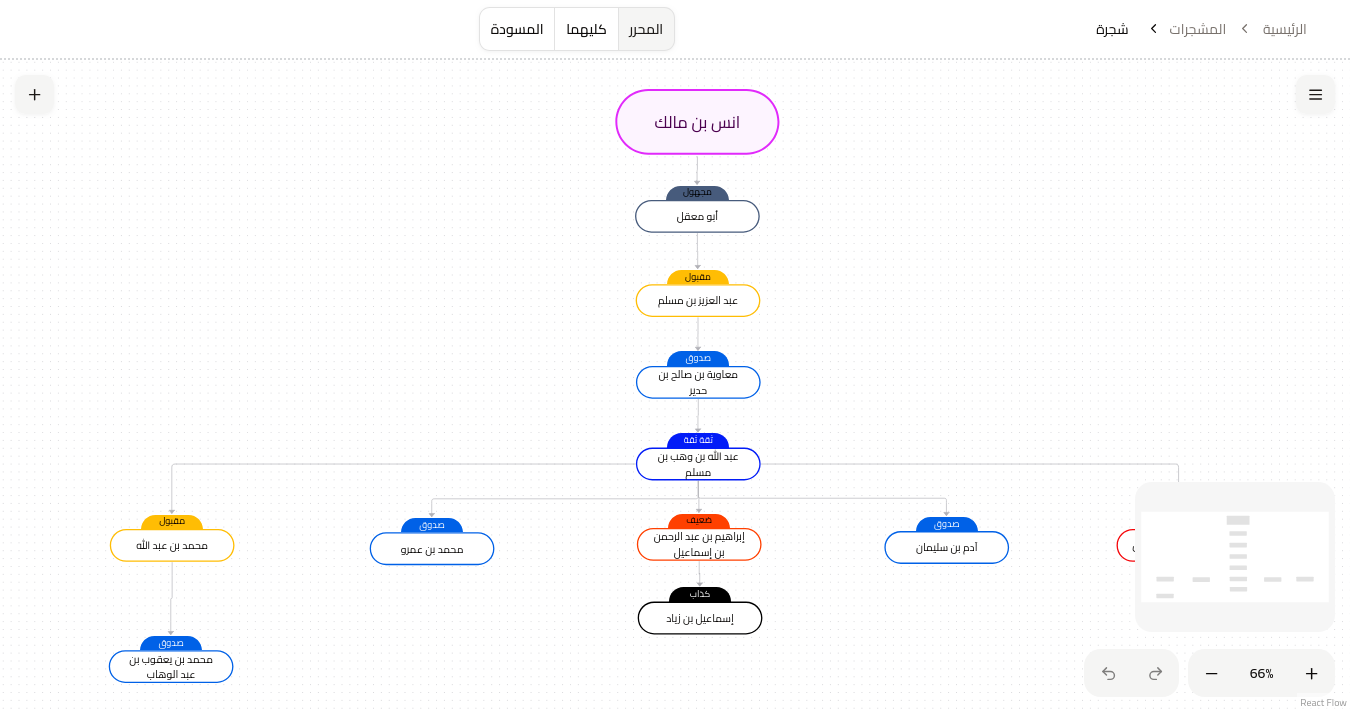 الرئيسية
المشجرات
شجرة
المحرر
كليهما
المسودة
انس بن مالك
مجهول
أبو معقل
مقبول
عبد العزيز بن مسلم
صدوق
معاوية بن صالح بن
حدير
ثقة ثقة
عبد الله بن وهب بن
مسلم
صدوق
آدم بن سليمان
ضعيف
إبراهيم بن عبد الرحمن
بن إسماعيل
صدوق
محمد بن عمرو
مقبول
محمد بن عبد الله
كذاب
إسماعيل بن زياد
صدوق
محمد بن يعقوب بن
عبد الوهاب
66%
React Flow